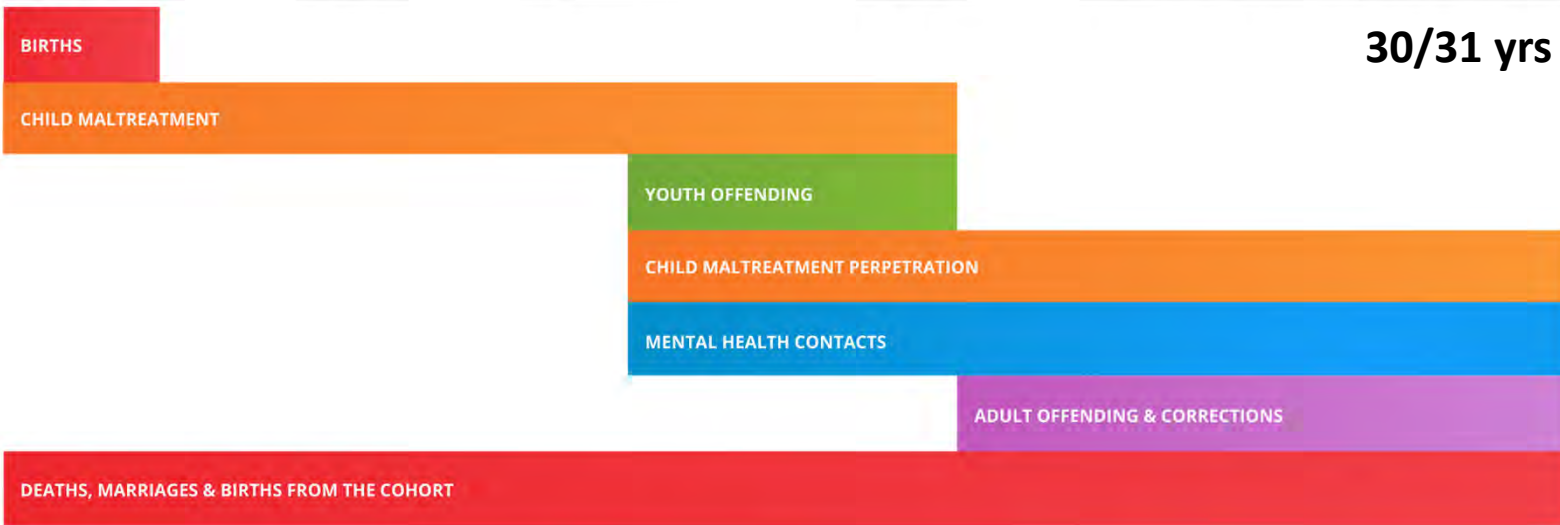 BIRTHS
30/31 yrs
CHILD MALTREATMENT
YOUTH OFFENDING
CHILD MALTREATMENT PERPETRATION
MENTAL HEALTH CONTACTS
ADULT OFFENDING & CORRECTIONS
DEATHS, MARRIAGES & BIRTHS FROM THE COHORT